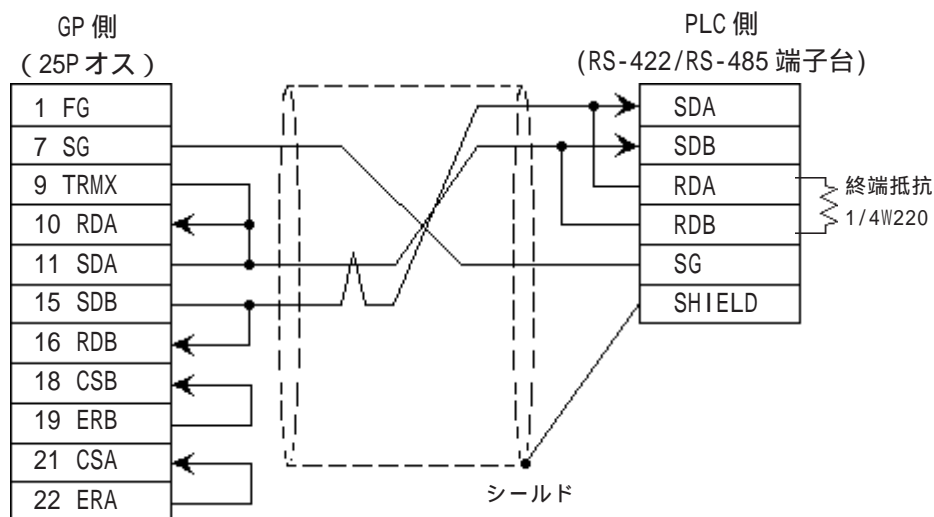 GP 側
(25P オス)
PLC 側
(RS-422/RS-485 端子台)
1 FG
7 SG
9 TRMX
10 RDA
11 SDA
15 SDB
16 RDB
18 CSB
19 ERB
21 CSA
22 ERA
SDA
SDB
RDA
RDB
SG
SHIELD
終端抵抗
1/4W220
シールド